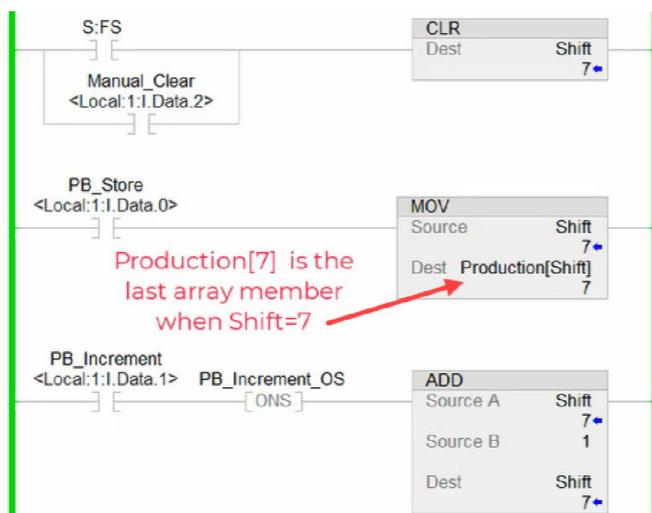 S:FS
CLR
Dest Shift
7
Manual_Clear
<Local:1:I.Data.2>
PB_Store
<Local:1:I.Data.0>
MOV
Source Shift
7
Dest Production[Shift]
7
Production[7] is the
last array member
when Shift=7
PB_Increment
<Local:1:I.Data.1> PB_Increment_OS
ONS
ADD
Source A Shift
7
Source B 1
Dest Shift
7